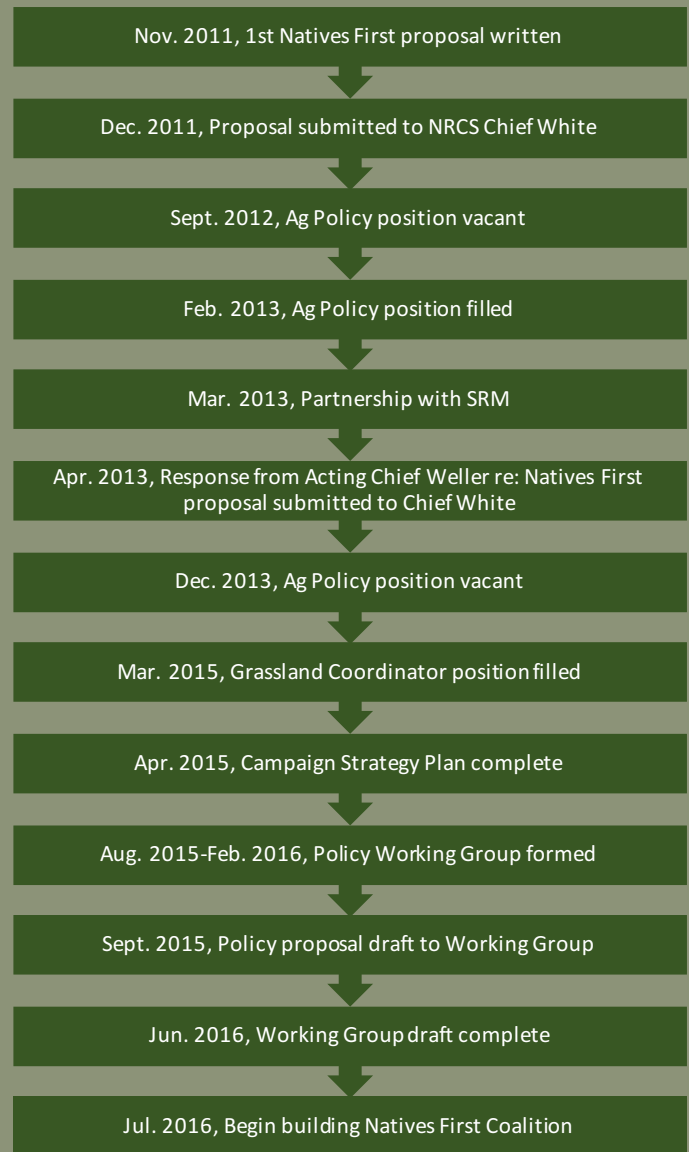 Nov. 2011, 1st Natives First proposal written
Dec. 2011, Proposal submitted to NRCS Chief White
Sept. 2012, Ag Policy position vacant
Feb. 2013, Ag Policy position filled
Mar. 2013, Partnership with SRM
Apr. 2013, Response from Acting Chief Weller re: Natives First
proposal submitted to Chief White
Dec. 2013, Ag Policy position vacant
Mar. 2015, Grassland Coordinator position filled
Apr. 2015, Campaign Strategy Plan complete
Aug. 2015-Feb. 2016, Policy Working Group formed
Sept. 2015, Policy proposal draft to Working Group
Jun. 2016, Working Group draft complete
Jul. 2016, Begin building Natives First Coalition